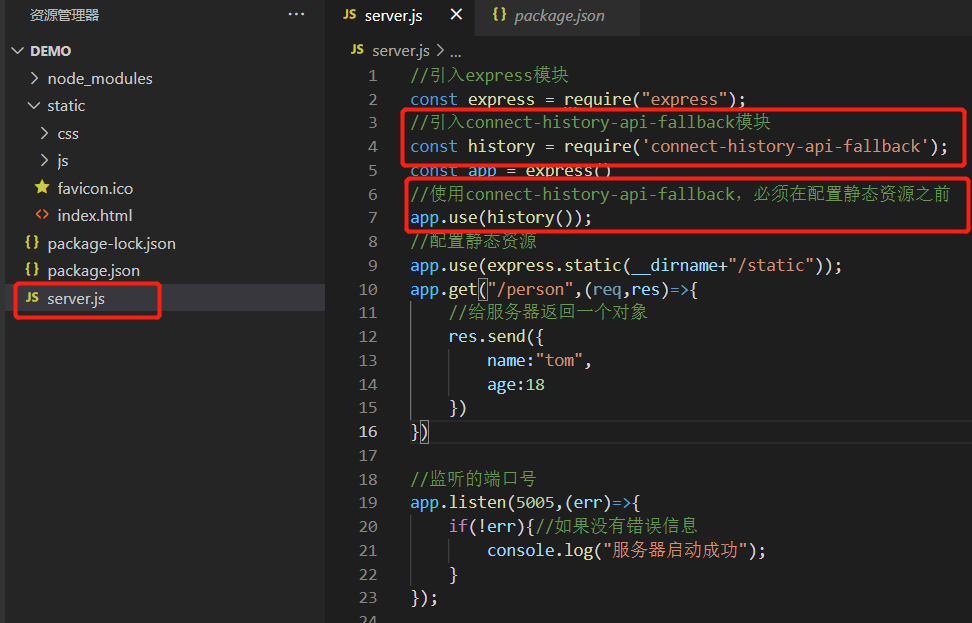 资源管理器
···
DEMO
node_modules
static
css
js
favicon.ico
index.html
package-lock.json
package.json
JS server.js
JS server.js ×
{} package.json
JS server.js > ...
1 //引入express模块
2 const express = require("express");
3 //引入connect-history-api-fallback模块
4 const history = require('connect-history-api-fallback');
5 const app = express()
6 //使用connect-history-api-fallback，必须在配置静态资源之前
7 app.use(history());
8 //配置静态资源
9 app.use(express.static(__dirname+"/static"));
10 app.get("/person",(req,res)=>{
11 //给服务器返回一个对象
12 res.send({
13 name:"tom",
14 age:18
15 })
16 })
17
18 //监听的端口号
19 app.listen(5005,(err)=>{
20 if(!err){//如果没有错误信息
21 console.log("服务器启动成功");
22 }
23 });
24